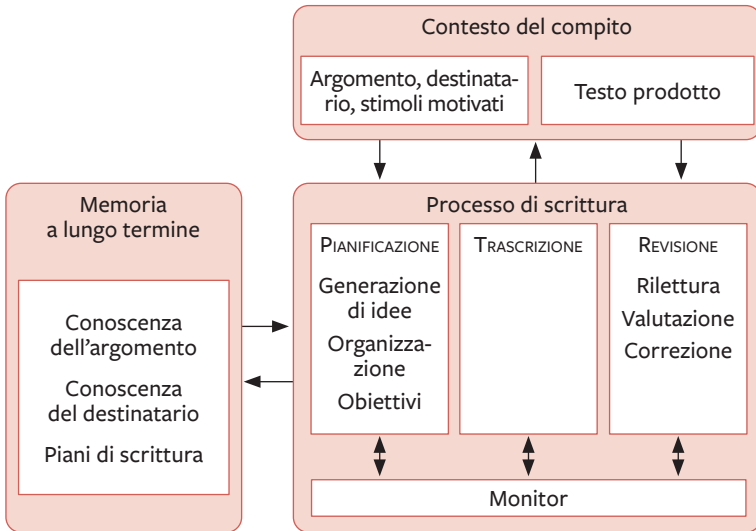 Contesto del compito
Argomento, destinata-
rio, stimoli motivati
Testo prodotto
Memoria
a lungo termine
Conoscenza
dell'argomento
Conoscenza
del destinatario
Piani di scrittura
Processo di scrittura
PIANIFICAZIONE
Generazione
di idee
Organizza-
zione
Obiettivi
TRASCRIZIONE
REVISIONE
Rilettura
Valutazione
Correzione
Monitor